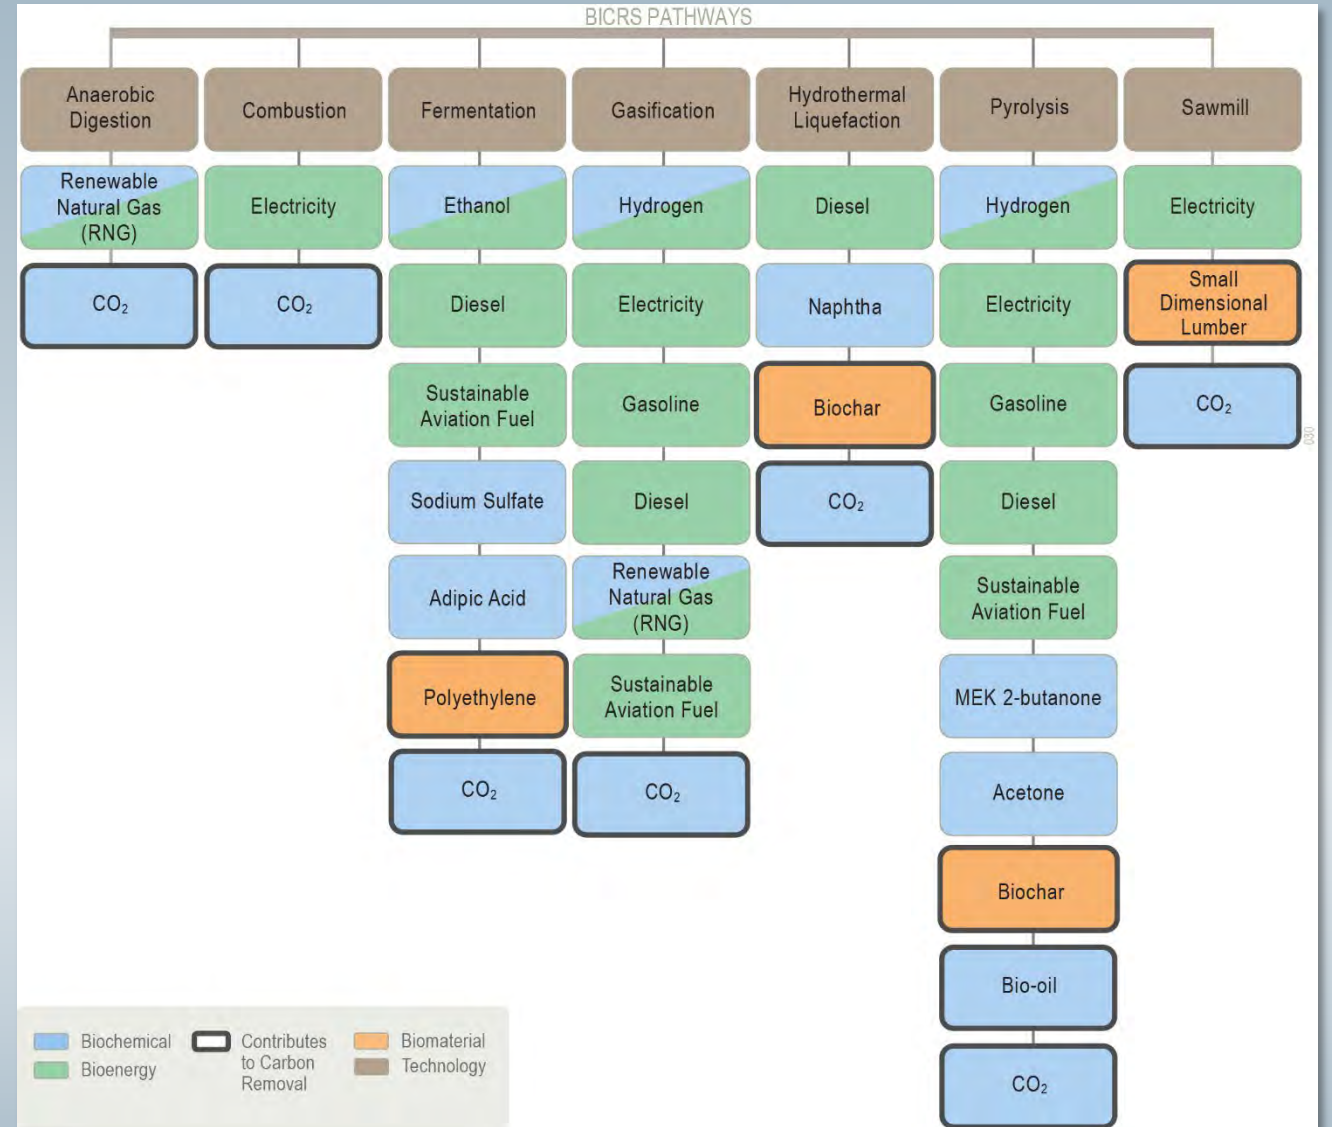 BICRS PATHWAYS
Anaerobic
Digestion
Renewable
Natural Gas
(RNG)
CO₂
Combustion
Electricity
CO₂
Fermentation
Ethanol
Diesel
Sustainable
Aviation Fuel
Sodium Sulfate
Adipic Acid
Polyethylene
CO₂
Gasification
Hydrogen
Electricity
Gasoline
Diesel
Renewable
Natural Gas
(RNG)
Sustainable
Aviation Fuel
CO₂
Hydrothermal
Liquefaction
Diesel
Naphtha
Biochar
CO₂
Pyrolysis
Hydrogen
Electricity
Gasoline
Diesel
Sustainable
Aviation Fuel
MEK 2-butanone
Acetone
Biochar
Bio-oil
CO₂
Sawmill
Electricity
Small
Dimensional
Lumber
CO₂
030
Biochemical
Bioenergy
Contributes
to Carbon
Removal
Biomaterial
Technology